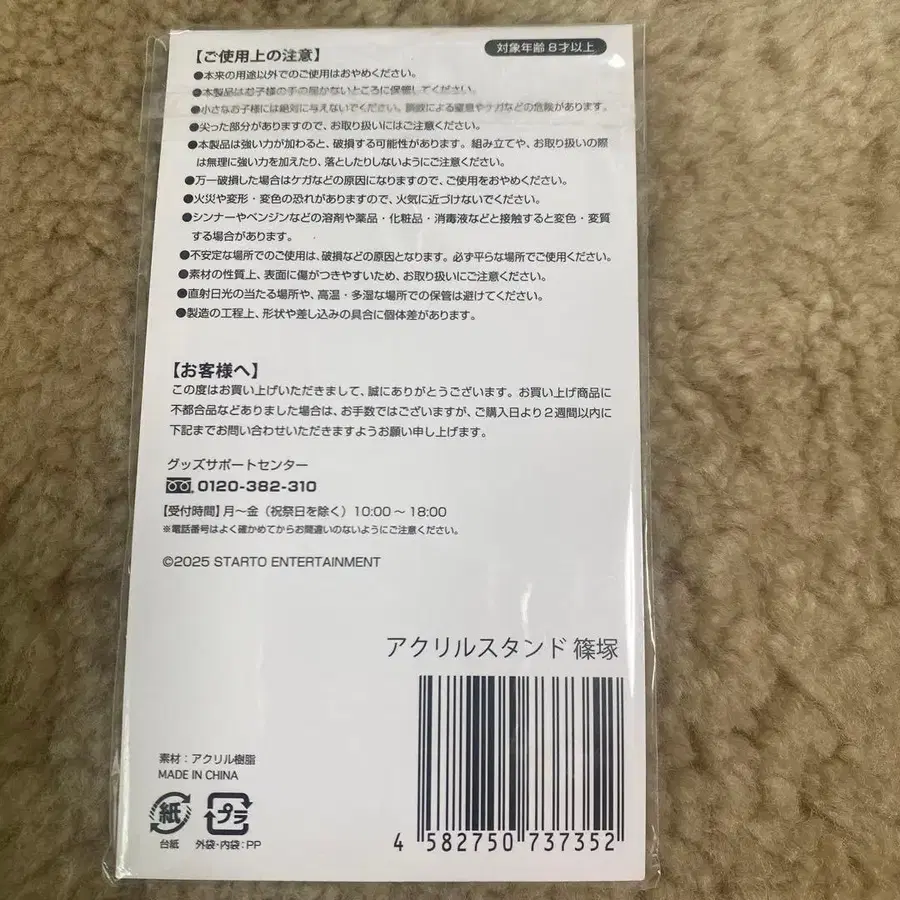 【ご使用上の注意】
対象年齢8才以上
●本来の用途以外でのご使用はおやめください。
●本製品はお子様の手の届かないところに保管してください。
●小さなお子様には絶対に与えないでください。誤飲による窒息やケガなどの危険があります。
●尖った部分がありますので、お取り扱いにはご注意ください。
●本製品は強い力が加わると、破損する可能性があります。組み立てや、お取り扱いの際
は無理に強い力を加えたり、落としたりしないようにご注意ください。
●万一破損した場合はケガなどの原因になりますので、ご使用をおやめください。
●火災や変形・変色の恐れがありますので、火気に近づけないでください。
●シンナーやベンジンなどの溶剤や薬品・化粧品・消毒液などと接触すると変色・変質
する場合があります。
●不安定な場所でのご使用は、破損などの原因となります。必ず平らな場所でご使用ください。
●素材の性質上、表面に傷がつきやすいため、お取り扱いにご注意ください。
●直射日光の当たる場所や、高温・多湿な場所での保管は避けてください。
●製造の工程上、形状や差し込みの具合に個体差があります。
【お客様へ】
この度はお買い上げいただきまして、誠にありがとうございます。お買い上げ商品に
不都合品などありました場合は、お手数ではございますが、ご購入日より2週間以内に
下記までお問い合わせいただきますようお願い申し上げます。
グッズサポートセンター
0120-382-310
【受付時間】月〜金（祝祭日を除く）10:00〜18:00
※電話番号はよく確かめてからお間違いのないようにご注意ください。
©2025 STARTO ENTERTAINMENT
アクリルスタンド 篠塚
素材：アクリル樹脂
MADE IN CHINA
紙
プラ
台紙
外袋・内袋：PP
4 582750 737352